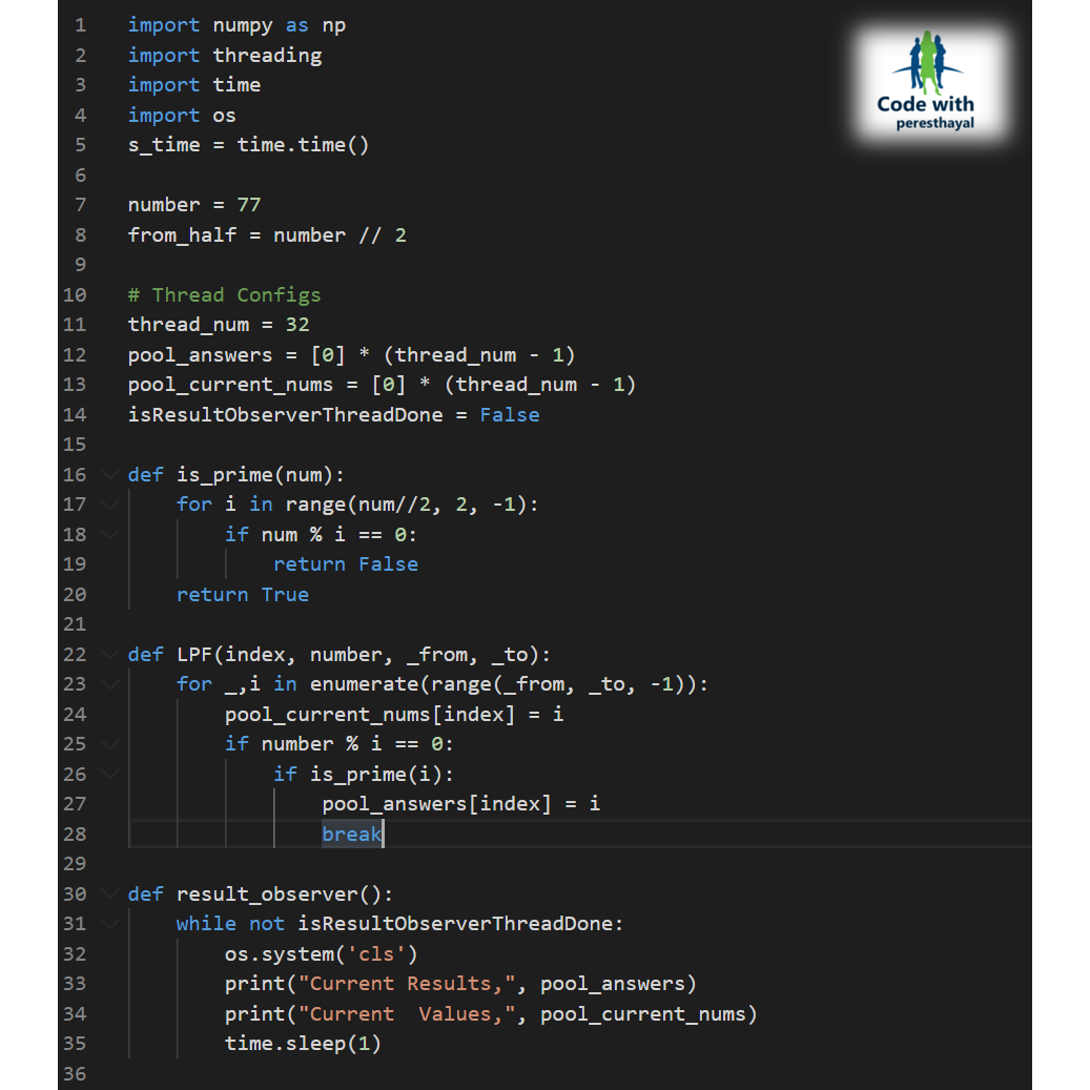 1 import numpy as np
2 import threading
3 import time
4 import os
5 s_time = time.time()
6
7 number = 77
8 from_half = number // 2
9
10 # Thread Configs
11 thread_num = 32
12 pool_answers = [0] * (thread_num - 1)
13 pool_current_nums = [0] * (thread_num - 1)
14 isResultObserverThreadDone = False
15
16 def is_prime(num):
17     for i in range(num//2, 2, -1):
18         if num % i == 0:
19             return False
20     return True
21
22 def LPF(index, number, _from, _to):
23     for _,i in enumerate(range(_from, _to, -1)):
24         pool_current_nums[index] = i
25         if number % i == 0:
26             if is_prime(i):
27                 pool_answers[index] = i
28                 break
29
30 def result_observer():
31     while not isResultObserverThreadDone:
32         os.system('cls')
33         print("Current Results,", pool_answers)
34         print("Current  Values,", pool_current_nums)
35         time.sleep(1)
36
Code with
peresthayal